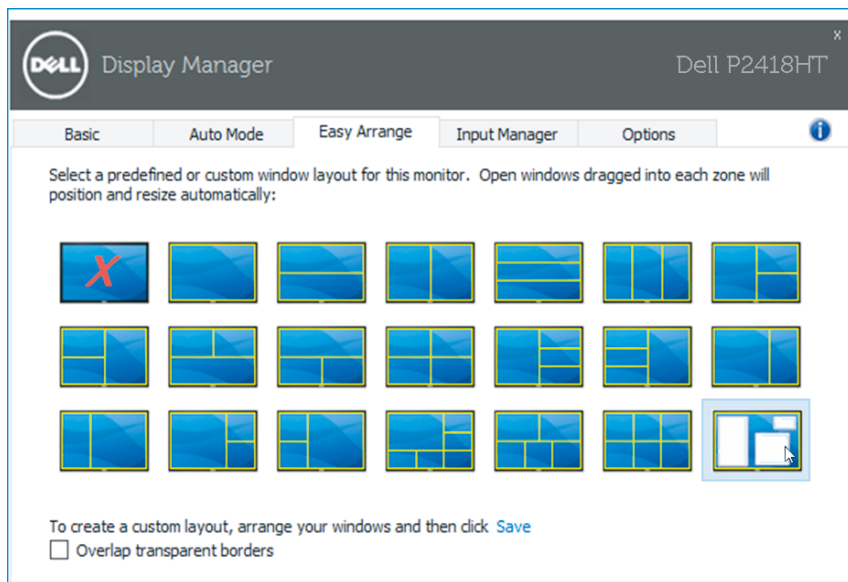 DELL Display Manager
Dell P2418HT
x
Basic Auto Mode Easy Arrange Input Manager Options i
Select a predefined or custom window layout for this monitor. Open windows dragged into each zone will
position and resize automatically:
X
To create a custom layout, arrange your windows and then click Save
Overlap transparent borders